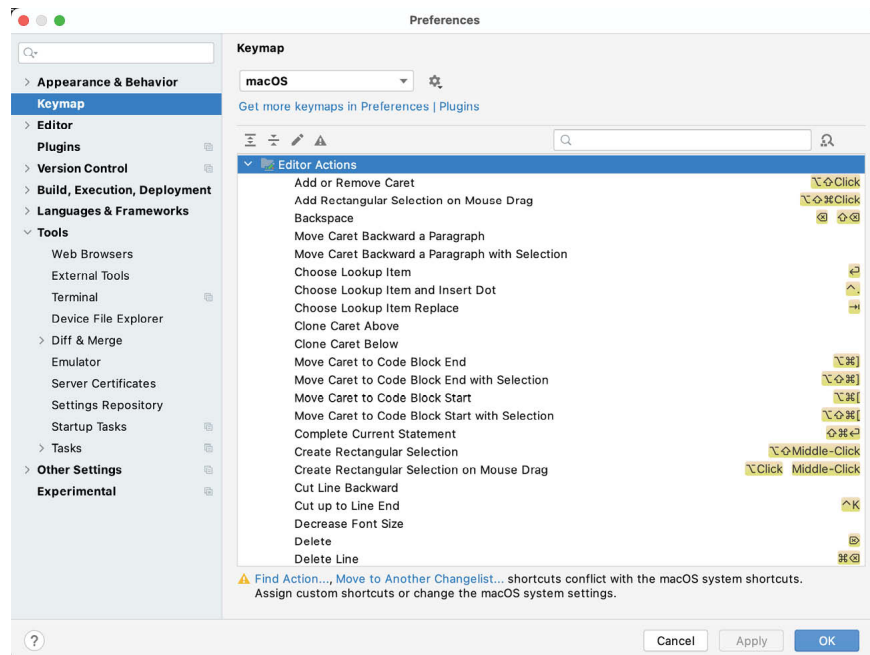 Preferences
Keymap
macOS
Get more keymaps in Preferences | Plugins
Appearance & Behavior
Keymap
Editor
Plugins
Version Control
Build, Execution, Deployment
Languages & Frameworks
Tools
Web Browsers
External Tools
Terminal
Device File Explorer
Diff & Merge
Emulator
Server Certificates
Settings Repository
Startup Tasks
Tasks
Other Settings
Experimental
Editor Actions
Add or Remove Caret ⌥⇧Click
Add Rectangular Selection on Mouse Drag ⌥⇧⌘Click
Backspace ⌫ ⇧⌫
Move Caret Backward a Paragraph
Move Caret Backward a Paragraph with Selection
Choose Lookup Item ⏎
Choose Lookup Item and Insert Dot ^.
Choose Lookup Item Replace ⇥
Clone Caret Above
Clone Caret Below
Move Caret to Code Block End ⌥⌘]
Move Caret to Code Block End with Selection ⌥⇧⌘]
Move Caret to Code Block Start ⌥⌘[
Move Caret to Code Block Start with Selection ⌥⇧⌘[
Complete Current Statement ⇧⌘⏎
Create Rectangular Selection ⌥⇧Middle-Click
Create Rectangular Selection on Mouse Drag ⌥Click Middle-Click
Cut Line Backward
Cut up to Line End ^K
Decrease Font Size
Delete ⌦
Delete Line ⌘⌫
Find Action..., Move to Another Changelist... shortcuts conflict with the macOS system shortcuts.
Assign custom shortcuts or change the macOS system settings.
?
Cancel
Apply
OK